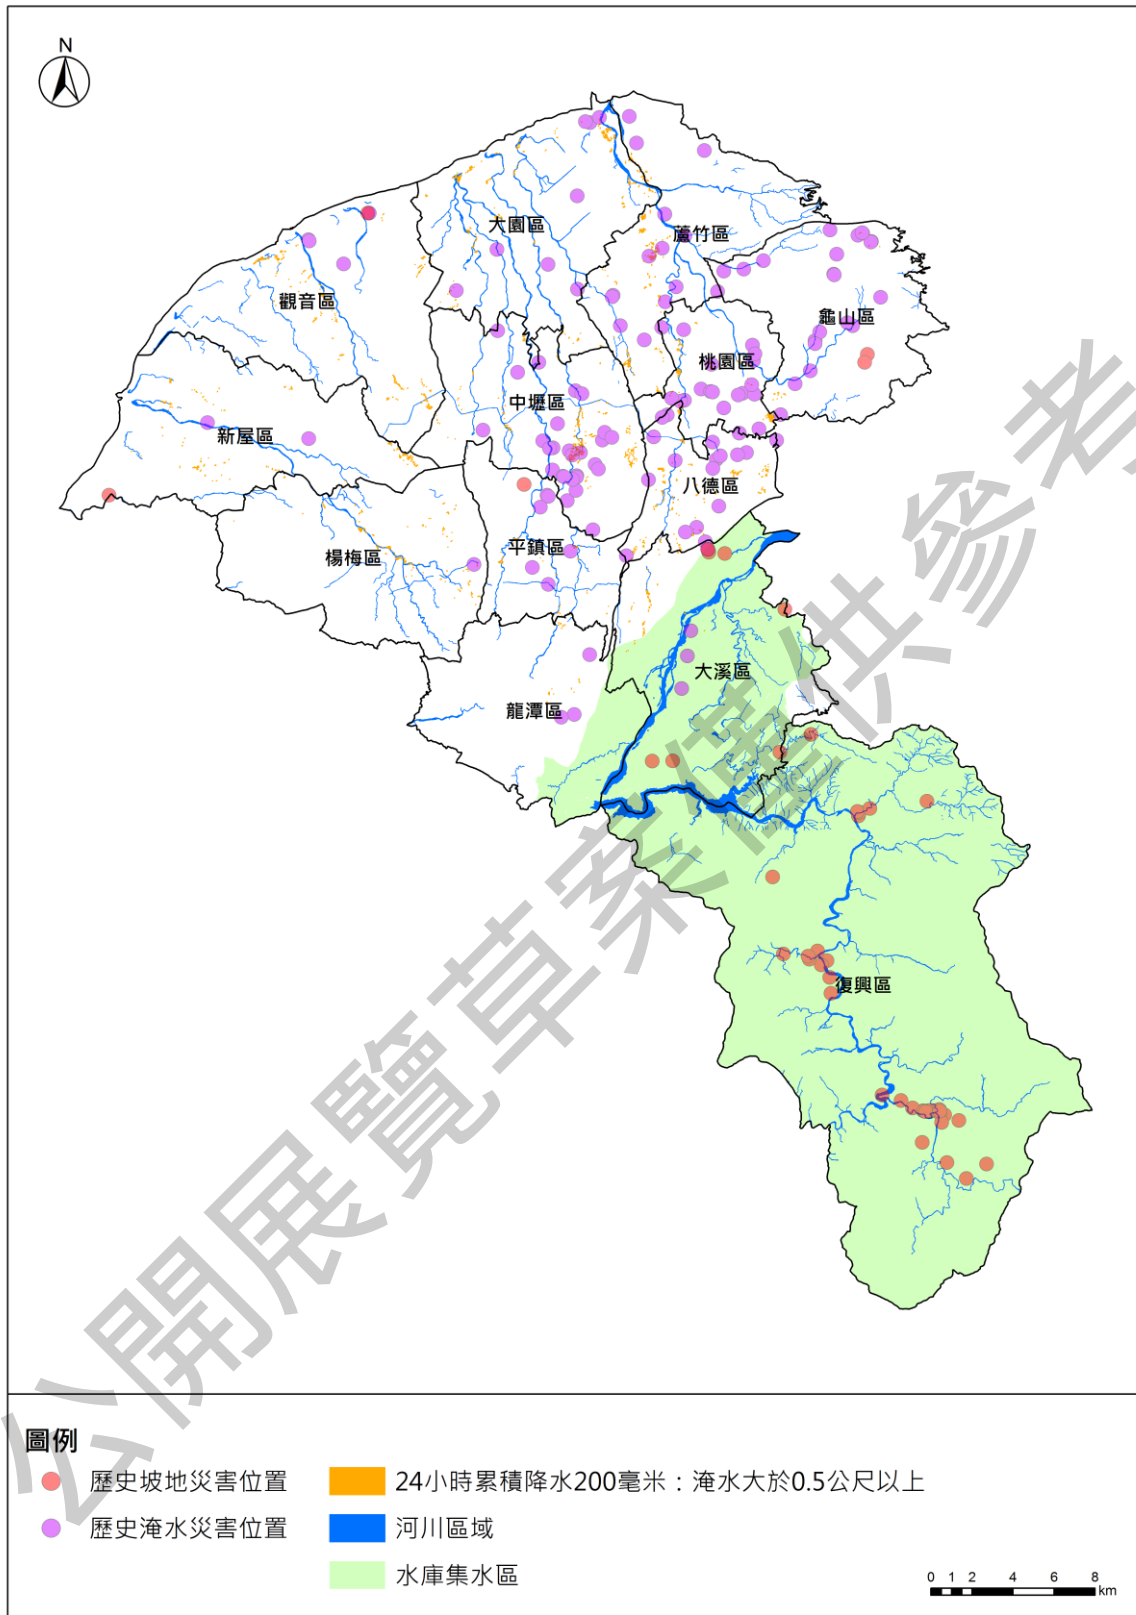 N
大園區
蘆竹區
觀音區
龜山區
桃園區
中壢區
新屋區
八德區
平鎮區
楊梅區
大溪區
龍潭區
復興區
公開展覽草案僅供參考
圖例
歷史坡地災害位置
24小時累積降水200毫米：淹水大於0.5公尺以上
歷史淹水災害位置
河川區域
水庫集水區
0 1 2 4 6 8
km